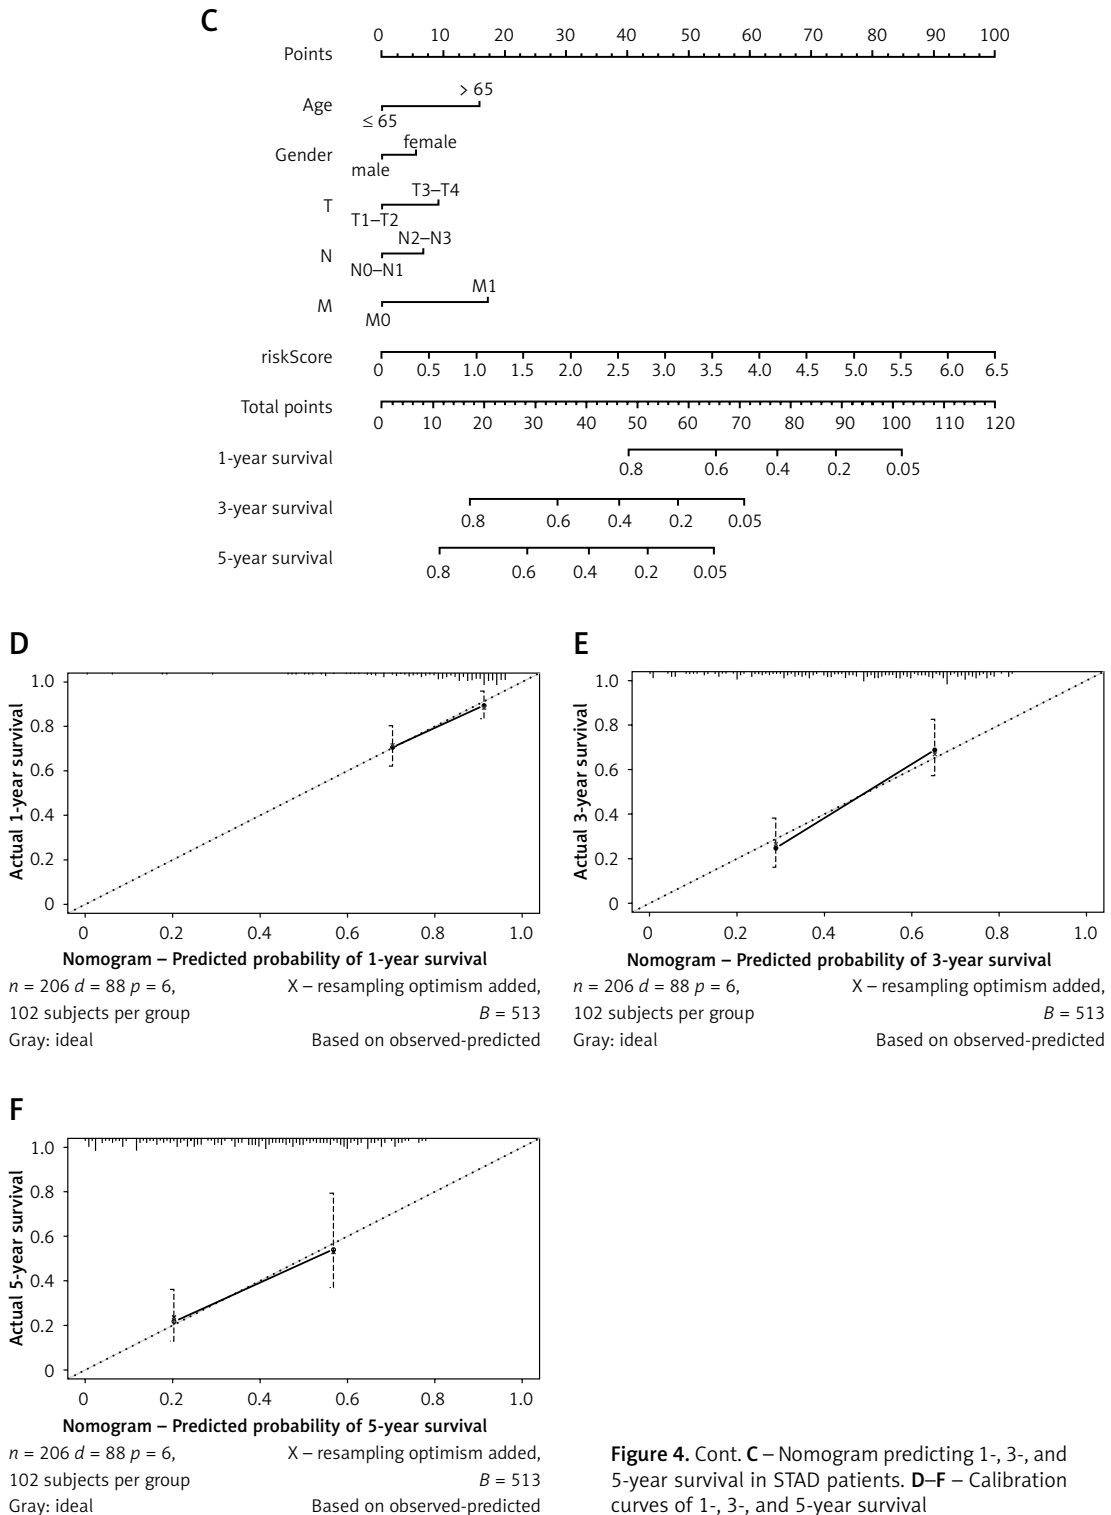 C
0 10 20 30 40 50 60 70 80 90 100
Points
> 65
Age
≤ 65
female
Gender
male
T3–T4
T
T1–T2
N2–N3
N
N0–N1
M1
M
M0
riskScore
0 0.5 1.0 1.5 2.0 2.5 3.0 3.5 4.0 4.5 5.0 5.5 6.0 6.5
Total points
0 10 20 30 40 50 60 70 80 90 100 110 120
1-year survival
0.8 0.6 0.4 0.2 0.05
3-year survival
0.8 0.6 0.4 0.2 0.05
5-year survival
0.8 0.6 0.4 0.2 0.05
D
Actual 1-year survival
1.0
0.8
0.6
0.4
0.2
0
0 0.2 0.4 0.6 0.8 1.0
Nomogram – Predicted probability of 1-year survival
n = 206 d = 88 p = 6, X – resampling optimism added,
102 subjects per group B = 513
Gray: ideal Based on observed-predicted
E
Actual 3-year survival
1.0
0.8
0.6
0.4
0.2
0
0 0.2 0.4 0.6 0.8 1.0
Nomogram – Predicted probability of 3-year survival
n = 206 d = 88 p = 6, X – resampling optimism added,
102 subjects per group B = 513
Gray: ideal Based on observed-predicted
F
Actual 5-year survival
1.0
0.8
0.6
0.4
0.2
0
0 0.2 0.4 0.6 0.8 1.0
Nomogram – Predicted probability of 5-year survival
n = 206 d = 88 p = 6, X – resampling optimism added,
102 subjects per group B = 513
Gray: ideal Based on observed-predicted
Figure 4. Cont. C – Nomogram predicting 1-, 3-, and
5-year survival in STAD patients. D–F – Calibration
curves of 1-, 3-, and 5-year survival